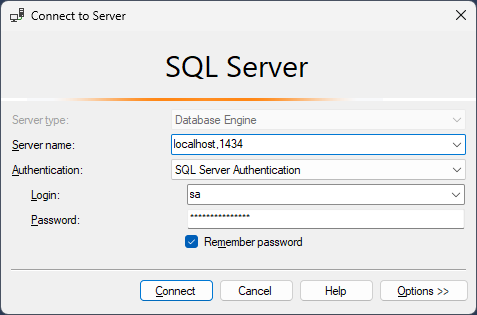 Connect to Server
SQL Server
Server type: Database Engine
Server name: localhost,1434
Authentication: SQL Server Authentication
Login: sa
Password: ***************
Remember password
Connect Cancel Help Options >>